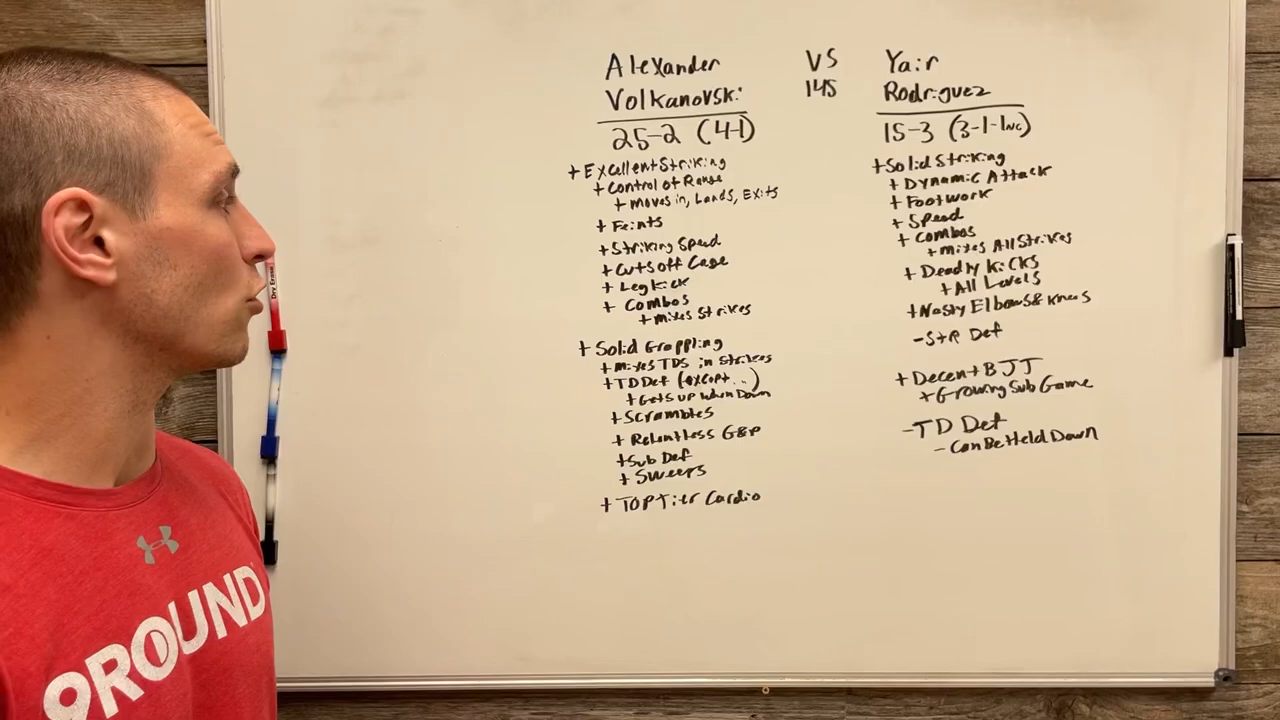 Alexander
Volkanovski
25-2 (4-1)
+ Excellent Striking
+ Control of Range
+ Moves in, Lands, Exits
+ Feints
+ Striking Speed
+ Cuts off Cage
+ Leg Kick
+ Combos
+ Mixes Strikes
+ Solid Grappling
+ Mixes TDS in Strikes
+ TD Def (except...)
+ Gets up when Down
+ Scrambles
+ Relentless G&P
+ Sub Def
+ Sweeps
+ Top Tier Cardio
VS
145
Yair
Rodriguez
15-3 (3-1-1NC)
+ Solid Striking
+ Dynamic Attack
+ Footwork
+ Speed
+ Combos
+ Mixes All Strikes
+ Deadly Kicks
+ All Levels
+ Nasty Elbows & Knees
- Str Def
+ Decent BJJ
+ Growing Sub Game
- TD Def
- Can Be Held Down
Dry Erase
9ROUND